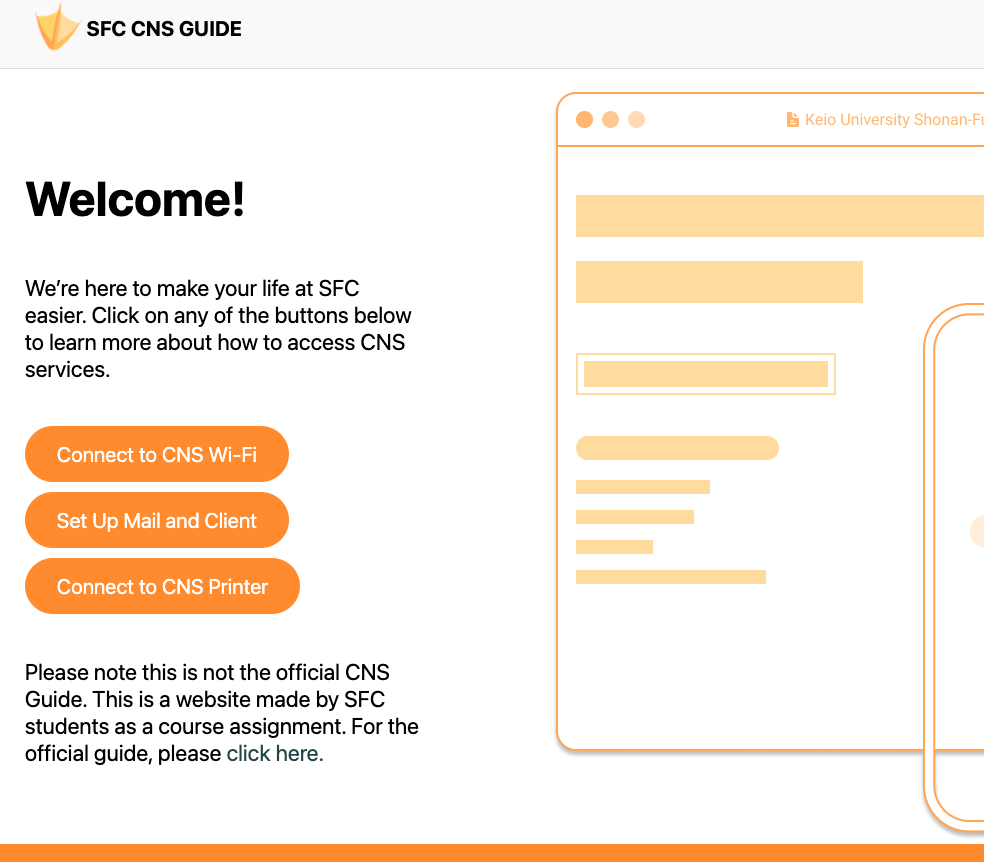 SFC CNS GUIDE
Keio University Shonan-Fu
Welcome!
We’re here to make your life at SFC
easier. Click on any of the buttons below
to learn more about how to access CNS
services.
Connect to CNS Wi-Fi
Set Up Mail and Client
Connect to CNS Printer
Please note this is not the official CNS
Guide. This is a website made by SFC
students as a course assignment. For the
official guide, please click here.